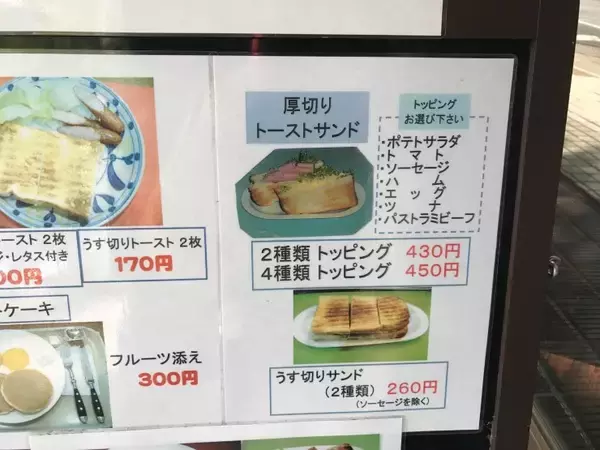 トースト 2枚
・レタス付き
00円
うす切りトースト 2枚
170円
ケーキ
フルーツ添え
300円
厚切り
トーストサンド
トッピング
お選び下さい
・ポテトサラダ
・トマト
・ソーセージ
・ハム
・エッグ
・ツナ
・パストラミビーフ
2種類 トッピング 430円
4種類 トッピング 450円
うす切りサンド
(2種類) 260円
(ソーセージを除く)